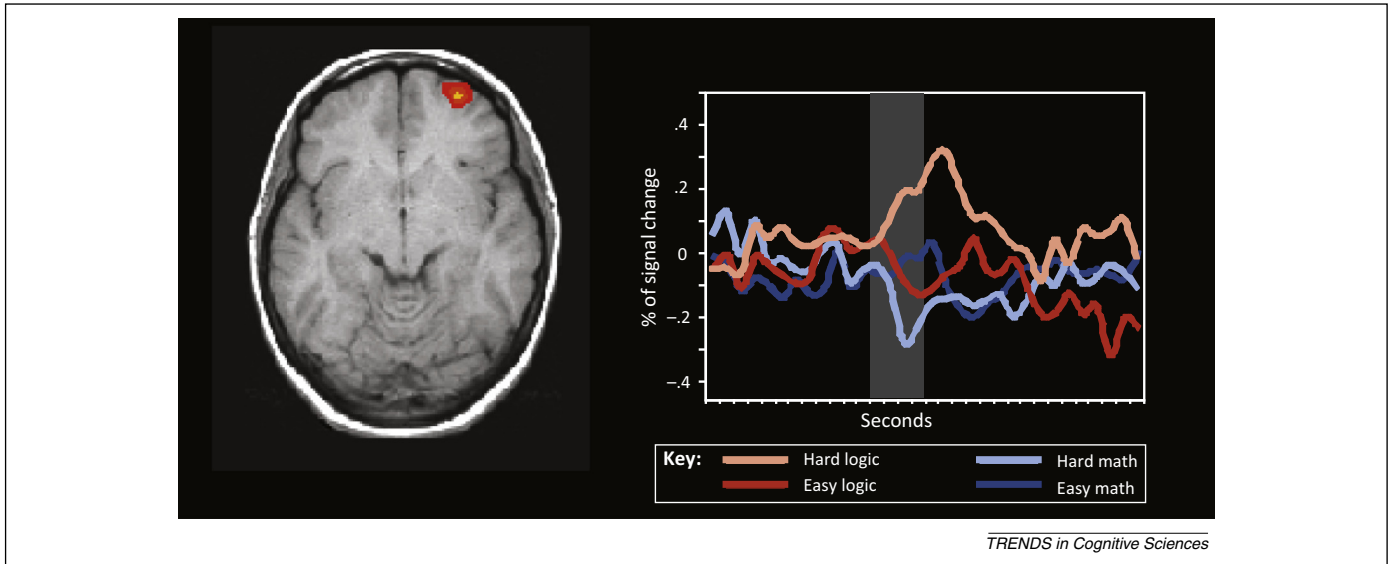 .4
.2
0
–.2
–.4
% of signal change
Seconds
Key:
Hard logic
Hard math
Easy logic
Easy math
TRENDS in Cognitive Sciences